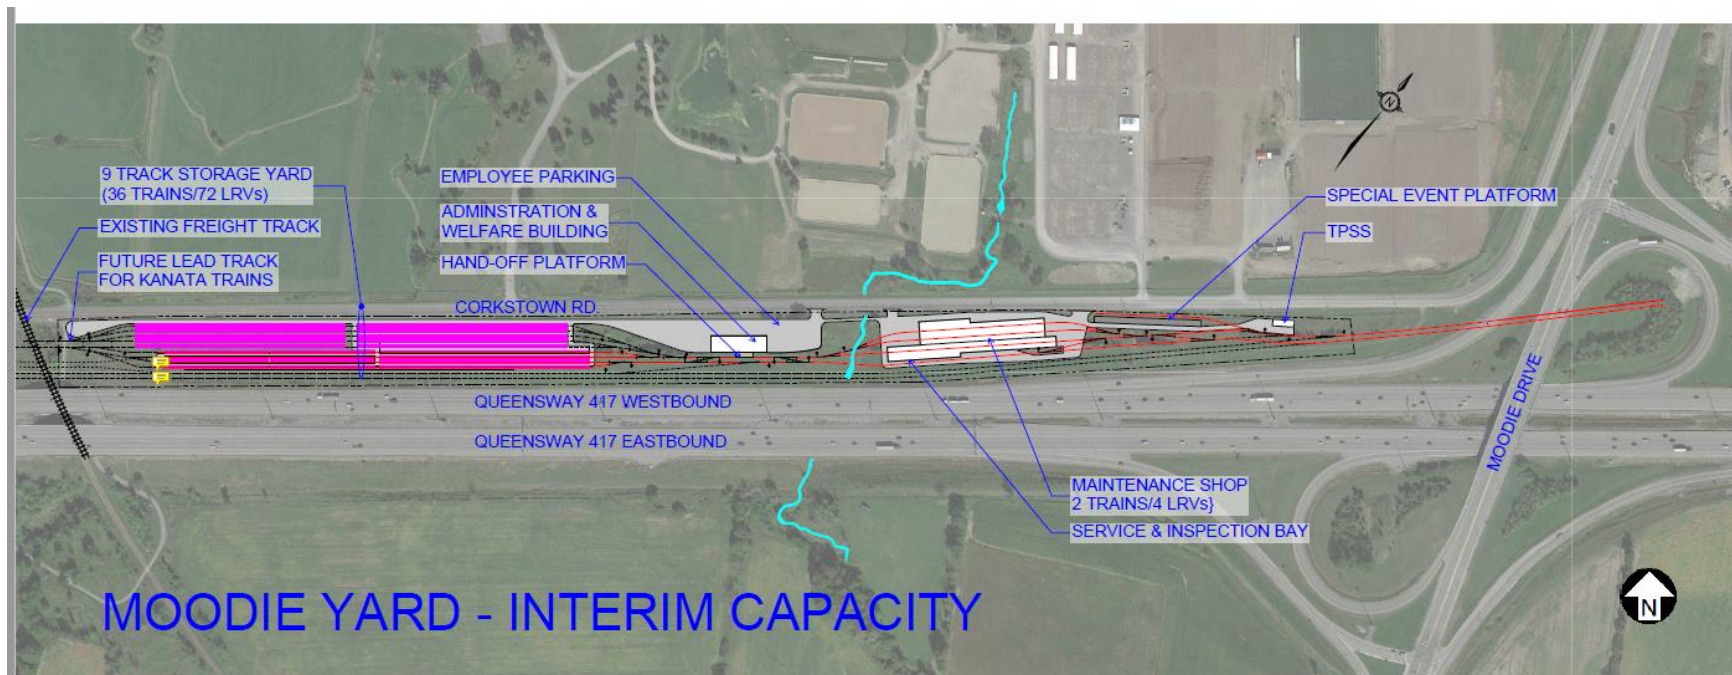 9 TRACK STORAGE YARD
(36 TRAINS/72 LRVs)
EXISTING FREIGHT TRACK
FUTURE LEAD TRACK
FOR KANATA TRAINS
EMPLOYEE PARKING
ADMINSTRATION &
WELFARE BUILDING
HAND-OFF PLATFORM
CORKSTOWN RD.
N
SPECIAL EVENT PLATFORM
TPSS
QUEENSWAY 417 WESTBOUND
QUEENSWAY 417 EASTBOUND
MOODIE DRIVE
MAINTENANCE SHOP
2 TRAINS/4 LRVs}
SERVICE & INSPECTION BAY
MOODIE YARD - INTERIM CAPACITY
N